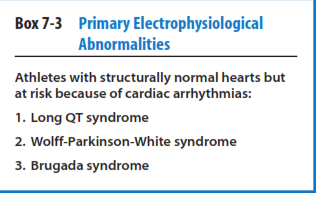 Box 7-3 Primary Electrophysiological
Abnormalities
Athletes with structurally normal hearts but
at risk because of cardiac arrhythmias:
1. Long QT syndrome
2. Wolff-Parkinson-White syndrome
3. Brugada syndrome